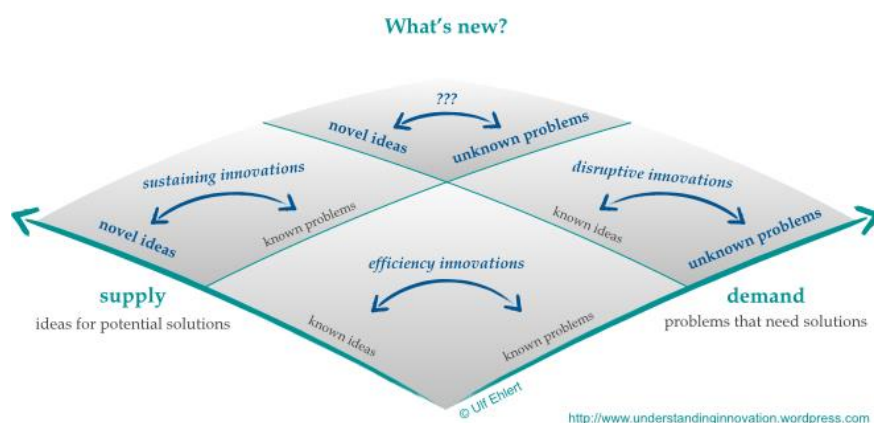 What's new?
???
novel ideas
unknown problems
sustaining innovations
disruptive innovations
novel ideas
known problems
known ideas
unknown problems
efficiency innovations
supply
ideas for potential solutions
demand
problems that need solutions
known ideas
known problems
© Ulf Ehlert
http://www.understandinginnovation.wordpress.com